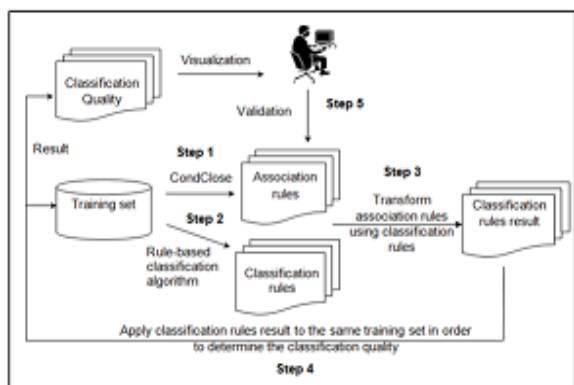 Classification
Quality
Visualization
Validation
Step 5
Result
Step 1
CondClose
Training set
Association
rules
Step 3
Transform
association rules
using classification
rules
Classification
rules result
Step 2
Rule-based
classification
algorithm
Classification
rules
Apply classification rules result to the same training set in order
to determine the classification quality
Step 4